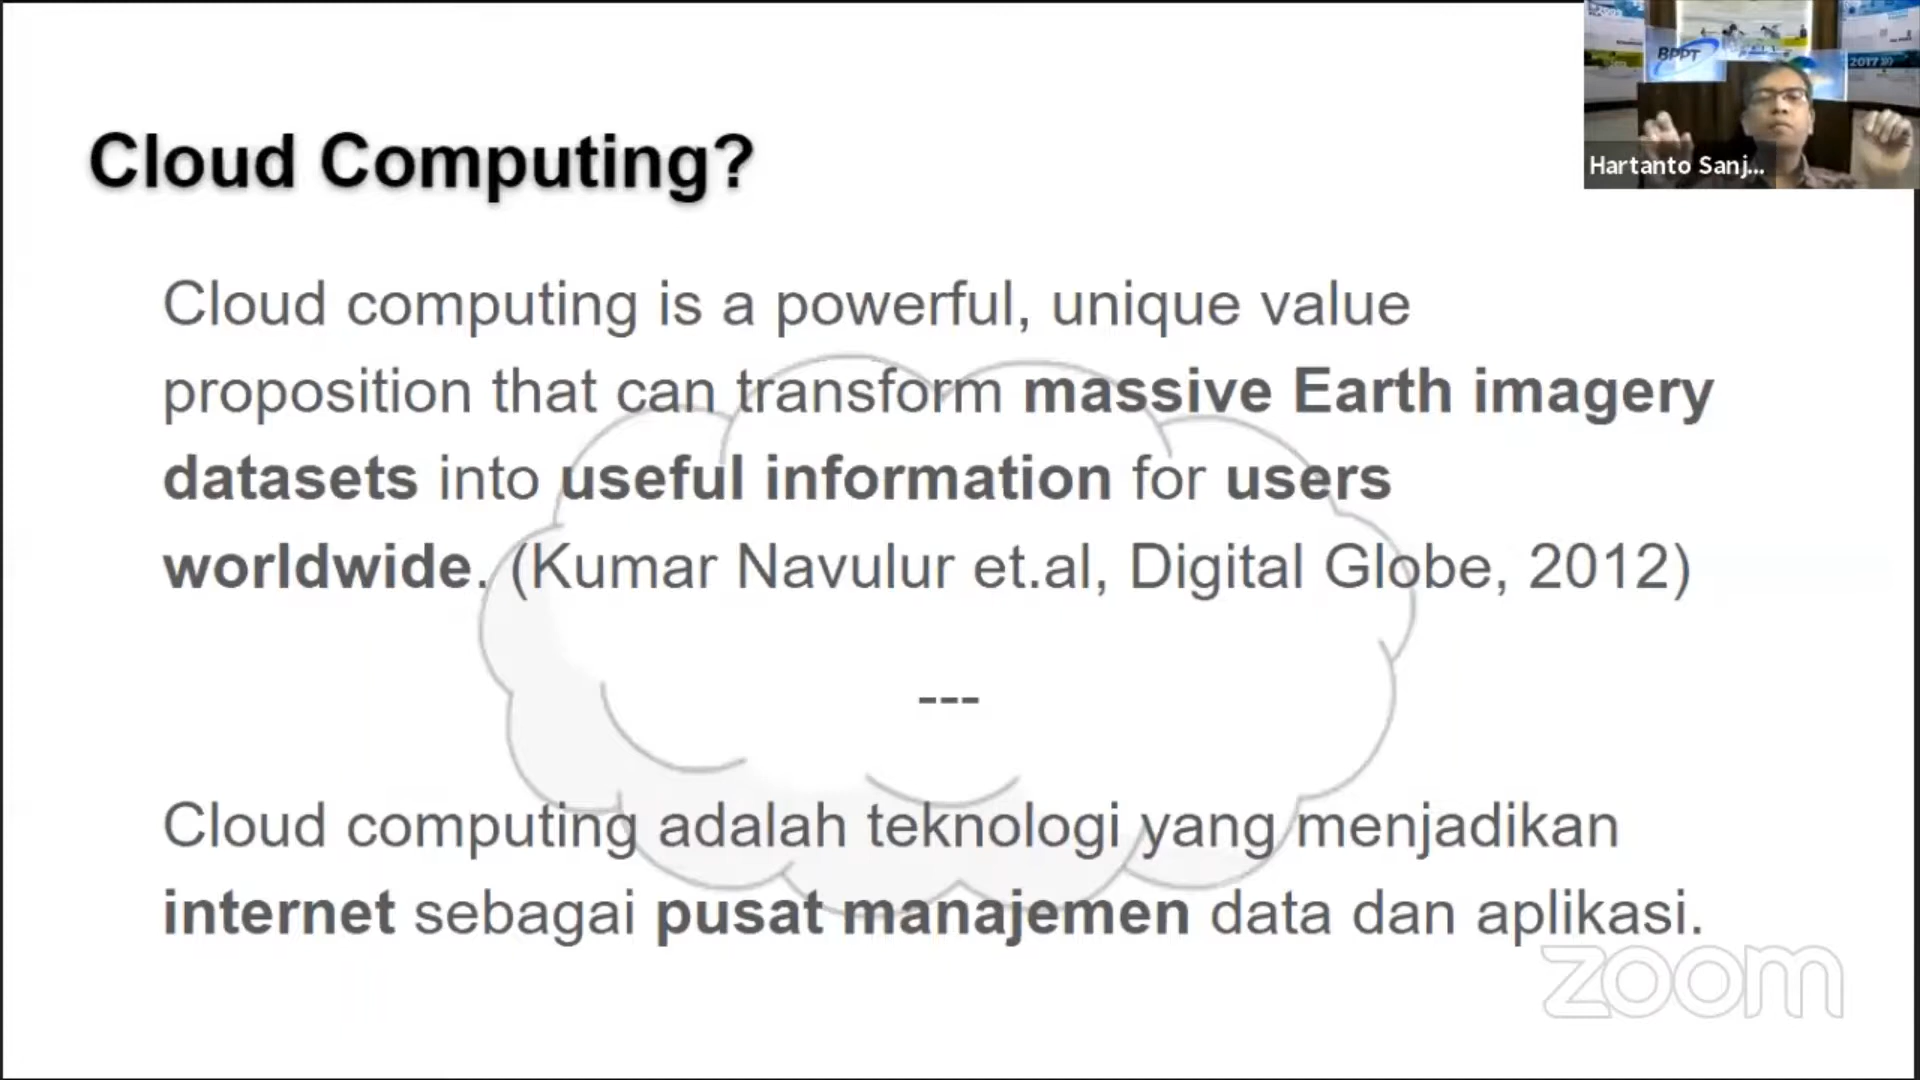 BPPT
2017
Hartanto Sanj...
Cloud Computing?
Cloud computing is a powerful, unique value
proposition that can transform massive Earth imagery
datasets into useful information for users
worldwide. (Kumar Navulur et.al, Digital Globe, 2012)
---
Cloud computing adalah teknologi yang menjadikan
internet sebagai pusat manajemen data dan aplikasi.
zoom